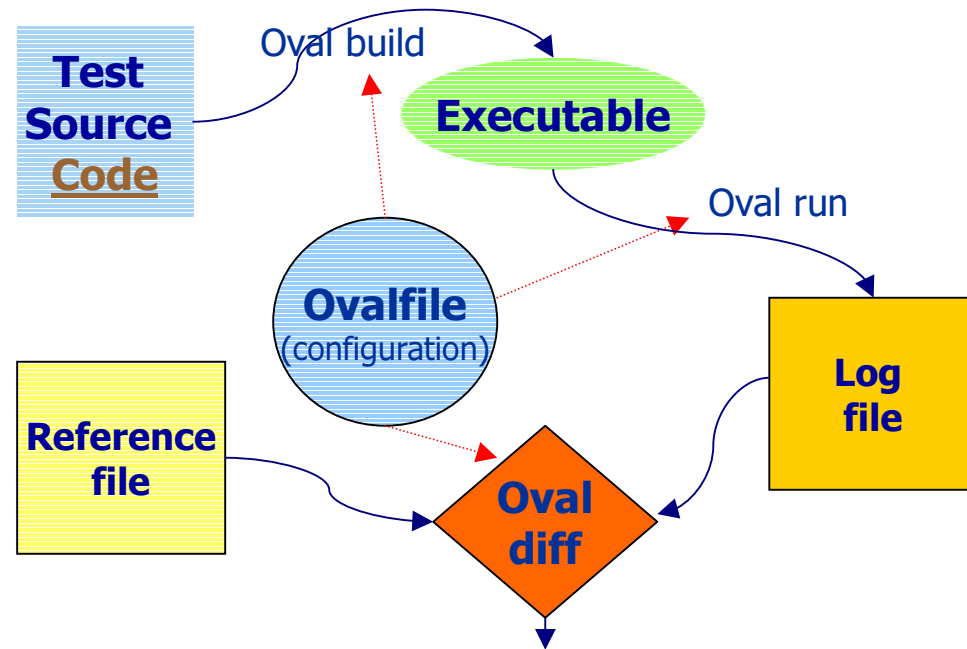 Oval build
Test
Source
Code
Executable
Oval run
Ovalfile
(configuration)
Log
file
Reference
file
Oval
diff